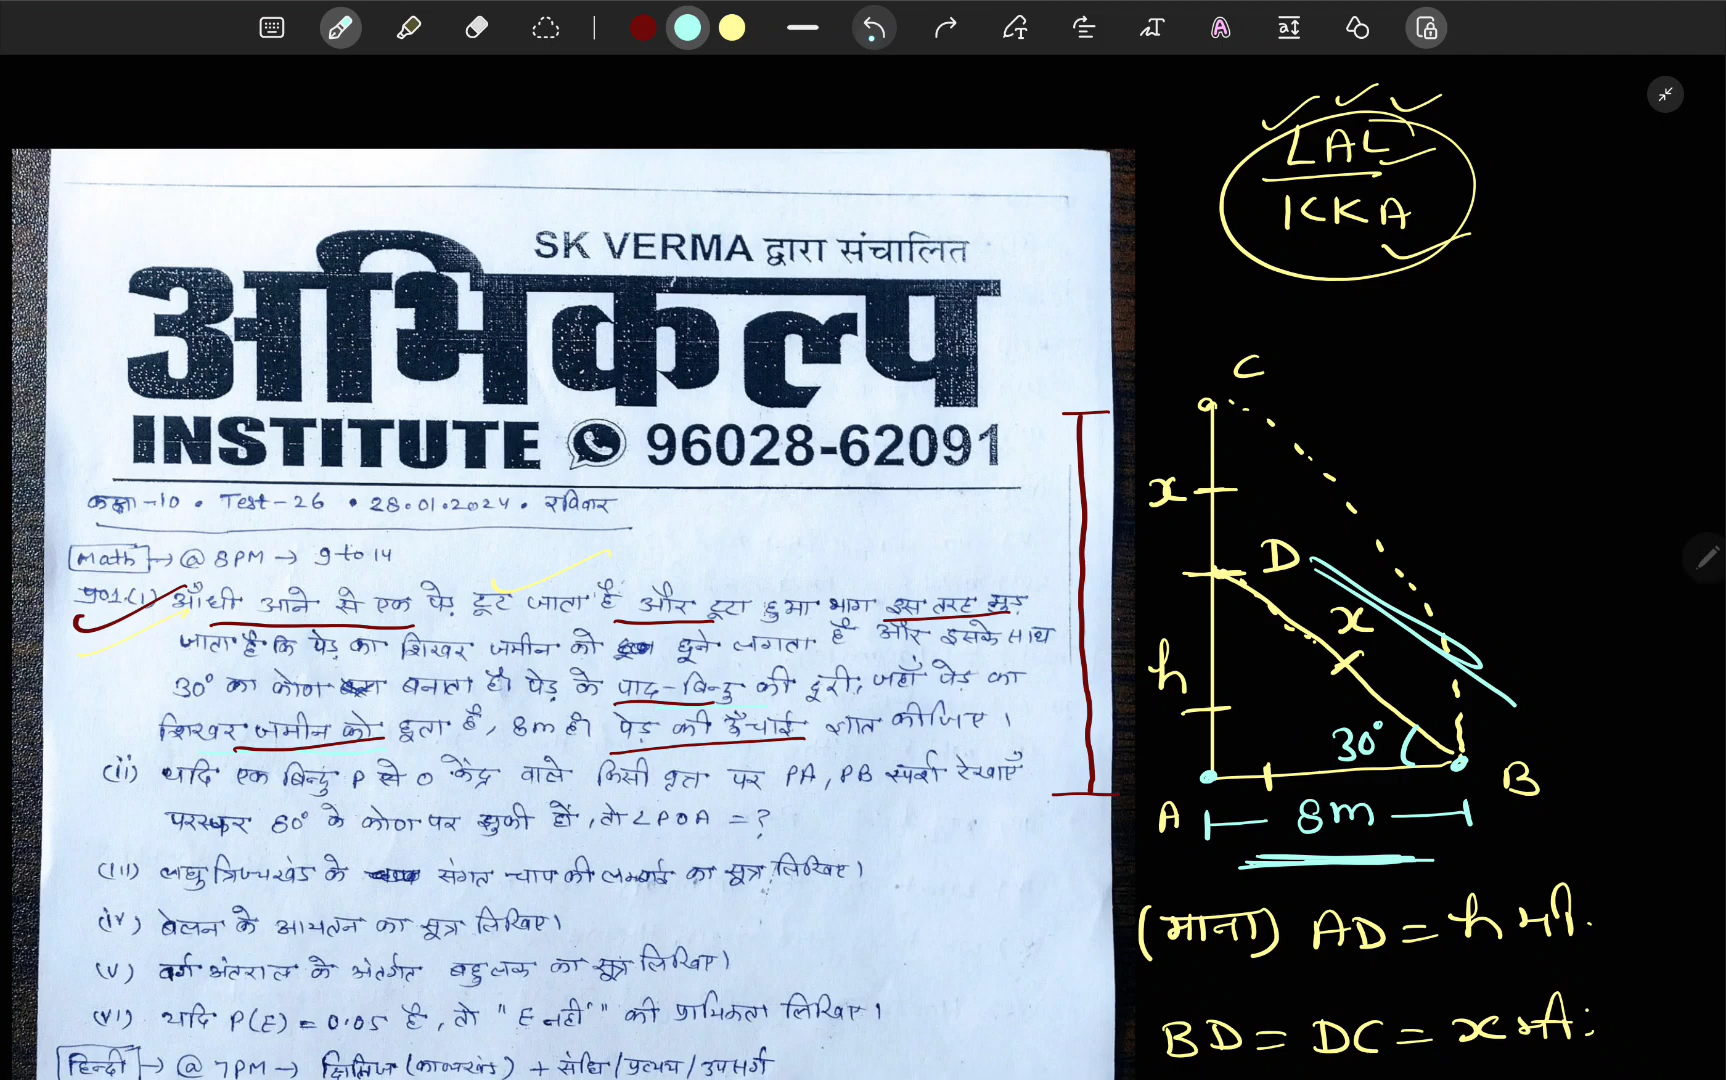 LAL
KKA
SK VERMA द्वारा संचालित
अभिकल्प
INSTITUTE 96028-62091
कक्षा-10 • Test-26 • 28.01.2024 • रविवार
Math → @ 8PM → 9 to 14
प्र01.(i) आँधी आने से एक पेड़ टूट जाता है और टूटा हुआ भाग इस तरह मुड़
जाता है कि पेड़ का शिखर जमीन को छूने लगता है और इसके साथ
30° का कोण बनाता है। पेड़ के पाद-बिन्दु की दूरी, जहाँ पेड़ का
शिखर जमीन को छूता है, 8m है। पेड़ की ऊँचाई ज्ञात कीजिए।
(ii) यदि एक बिन्दु P से O केंद्र वाले किसी वृत्त पर PA, PB स्पर्श रेखाएँ
परस्पर 80° के कोण पर झुकी हों, तो ∠POA = ?
(iii) लघु त्रिज्यखंड के संगत चाप की लम्बाई का सूत्र लिखिए।
(iv) बेलन के आयतन का सूत्र लिखिए।
(v) वर्ग अंतराल के अंतर्गत बहुलक का सूत्र लिखिए।
(vi) यदि P(E) = 0.05 है, तो "E नहीं" की प्रायिकता लिखिए।
हिन्दी → @ 7PM → क्षितिज (काव्यखंड) + संधि/प्रत्यय/उपसर्ग
C
x
D
x
h
30°
A
B
8m
(माना) AD = h मी.
BD = DC = x मी.